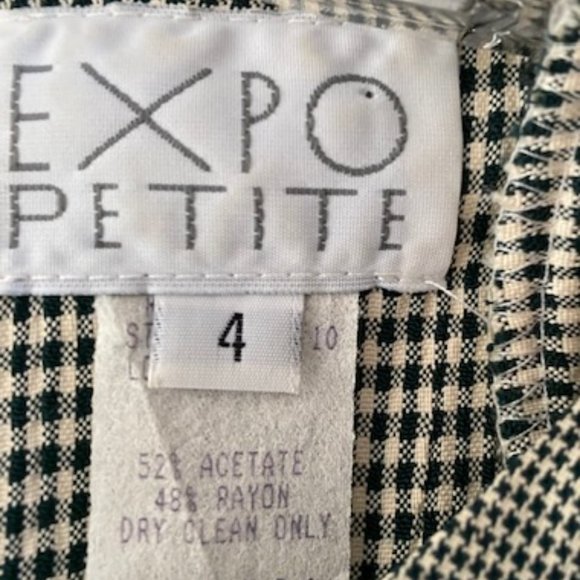 EXPO
PETITE
4
10
52% ACETATE
48% RAYON
DRY CLEAN ONLY